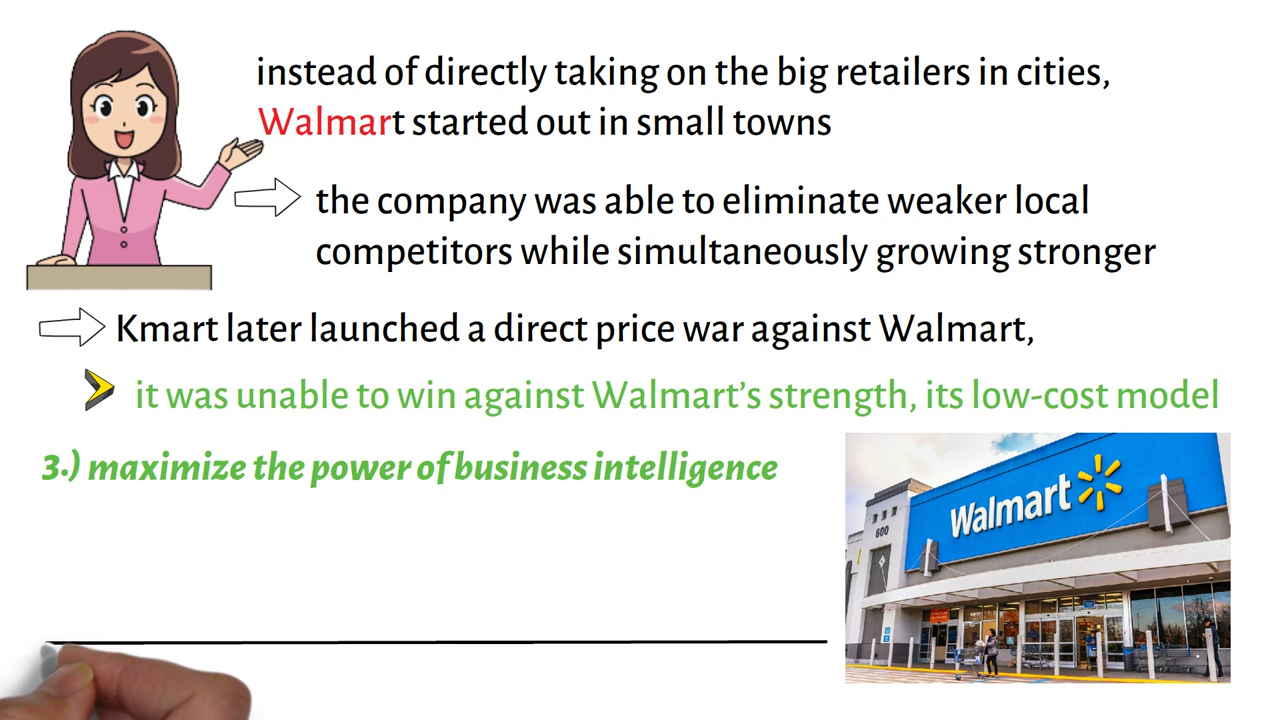 instead of directly taking on the big retailers in cities,
Walmart started out in small towns
the company was able to eliminate weaker local
competitors while simultaneously growing stronger
Kmart later launched a direct price war against Walmart,
it was unable to win against Walmart’s strength, its low-cost model
3.) maximize the power of business intelligence
Walmart
600